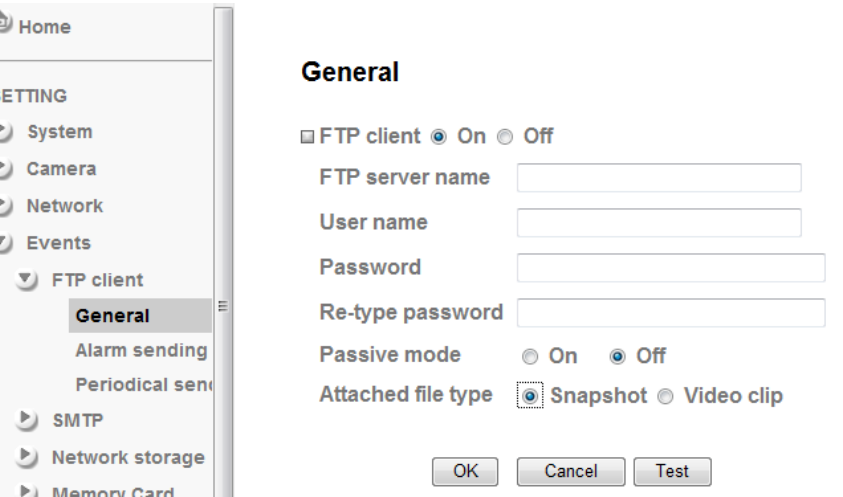 Home
SETTING
System
Camera
Network
Events
FTP client
General
Alarm sending
Periodical
SMTP
Network storage
Memory Card
General
FTP client On Off
FTP server name
User name
Password
Re-type password
Passive mode On Off
Attached file type Snapshot Video clip
OK Cancel Test